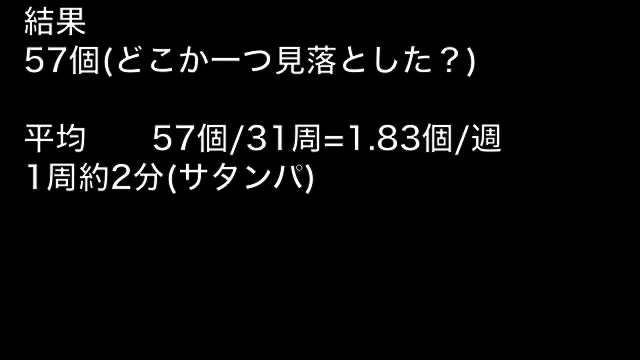 結果
57個(どこか一つ見落とした？)
平均　　57個/31周=1.83個/週
1周約2分(サタンパ)